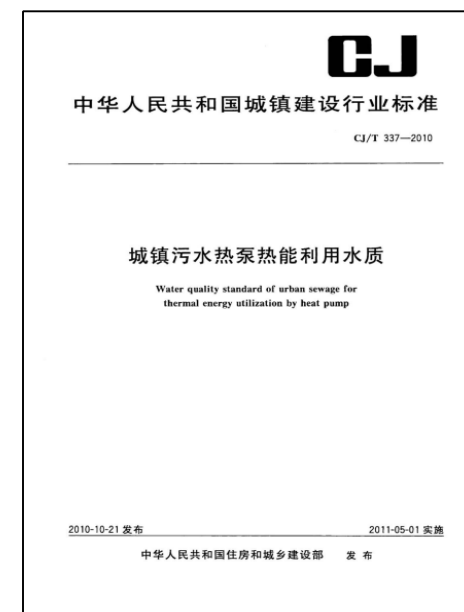 CJ
中华人民共和国城镇建设行业标准
CJ/T 337—2010
城镇污水热泵热能利用水质
Water quality standard of urban sewage for
thermal energy utilization by heat pump
2010-10-21 发布 2011-05-01 实施
中华人民共和国住房和城乡建设部 发布